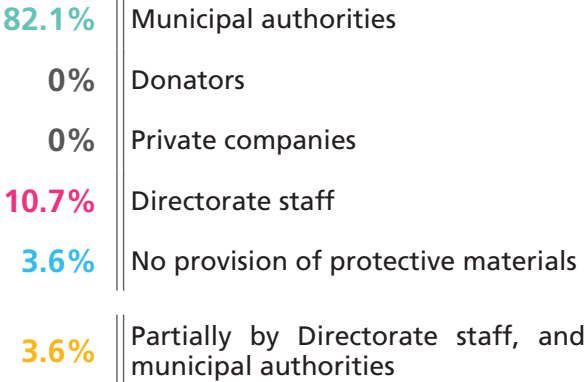 82.1% Municipal authorities
0% Donators
0% Private companies
10.7% Directorate staff
3.6% No provision of protective materials
3.6% Partially by Directorate staff, and
municipal authorities